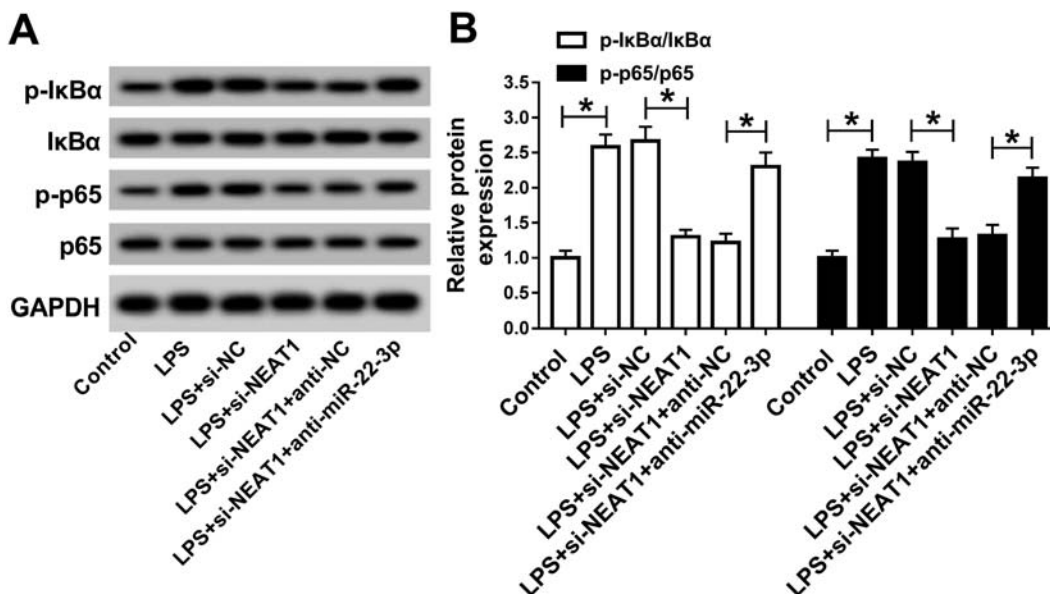 A
p-IκBα
IκBα
p-p65
p65
GAPDH
Control
LPS
LPS+si-NC
LPS+si-NEAT1
LPS+si-NEAT1+anti-NC
LPS+si-NEAT1+anti-miR-22-3p
B
p-IκBα/IκBα
p-p65/p65
Relative protein
expression
3.5
3.0
2.5
2.0
1.5
1.0
0.5
0.0
* * * * * *
Control
LPS
LPS+si-NC
LPS+si-NEAT1
LPS+si-NEAT1+anti-NC
LPS+si-NEAT1+anti-miR-22-3p
Control
LPS
LPS+si-NC
LPS+si-NEAT1
LPS+si-NEAT1+anti-NC
LPS+si-NEAT1+anti-miR-22-3p